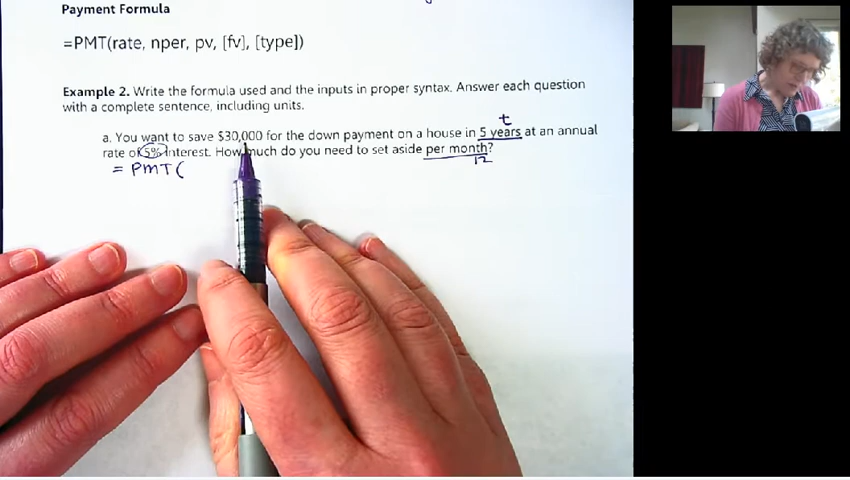 Payment Formula
=PMT(rate, nper, pv, [fv], [type])
Example 2. Write the formula used and the inputs in proper syntax. Answer each question
with a complete sentence, including units.
t
a. You want to save $30,000 for the down payment on a house in 5 years at an annual
rate of 5% interest. How much do you need to set aside per month?
12
= PMT(